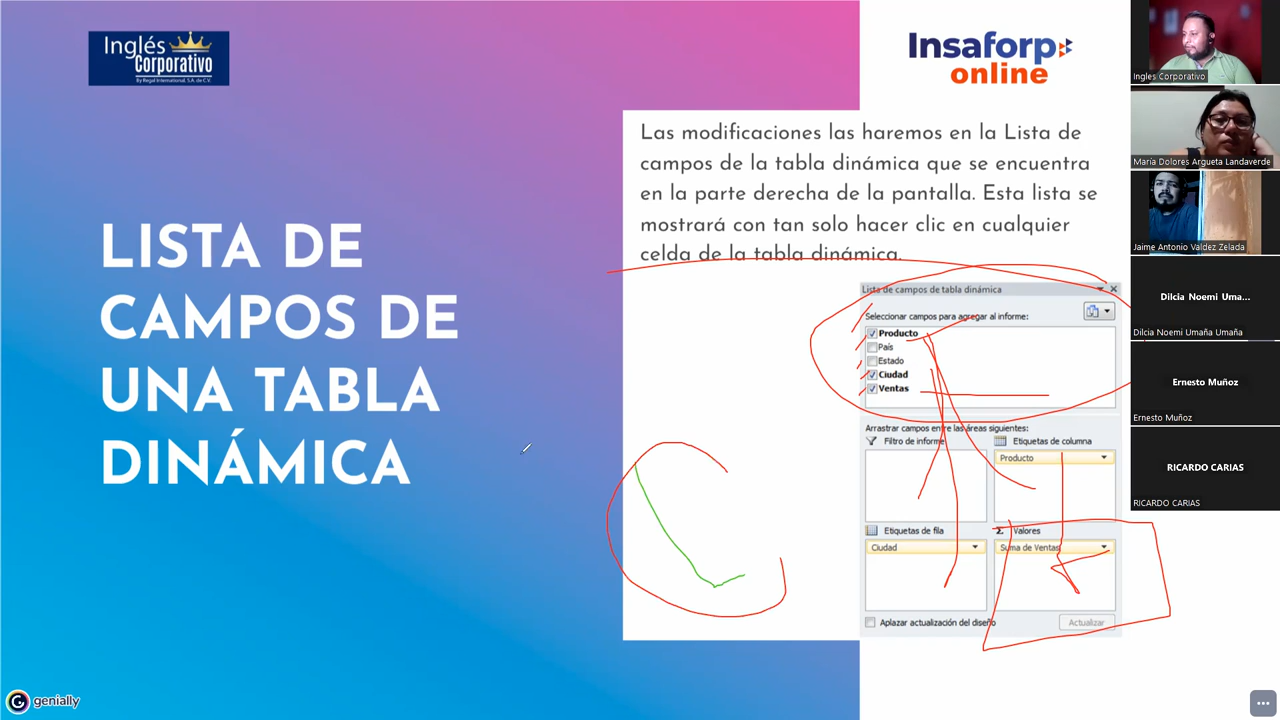 Inglés
Corporativo
By Regal International, S.A. de C.V.
Insaforp
online
LISTA DE
CAMPOS DE
UNA TABLA
DINÁMICA
Las modificaciones las haremos en la Lista de
campos de la tabla dinámica que se encuentra
en la parte derecha de la pantalla. Esta lista se
mostrará con tan solo hacer clic en cualquier
celda de la tabla dinámica.
Lista de campos de tabla dinámica
Seleccionar campos para agregar al informe:
Producto
País
Estado
Ciudad
Ventas
Arrastrar campos entre las áreas siguientes:
Filtro de informe
Etiquetas de columna
Producto
Etiquetas de fila
Σ Valores
Ciudad
Suma de Ventas
Aplazar actualización del diseño
Actualizar
genially
Ingles Corporativo
María Dolores Argueta Landaverde
Jaime Antonio Valdez Zelada
Dilcia Noemi Uma...
Dilcia Noemi Umaña Umaña
Ernesto Muñoz
Ernesto Muñoz
RICARDO CARIAS
RICARDO CARIAS